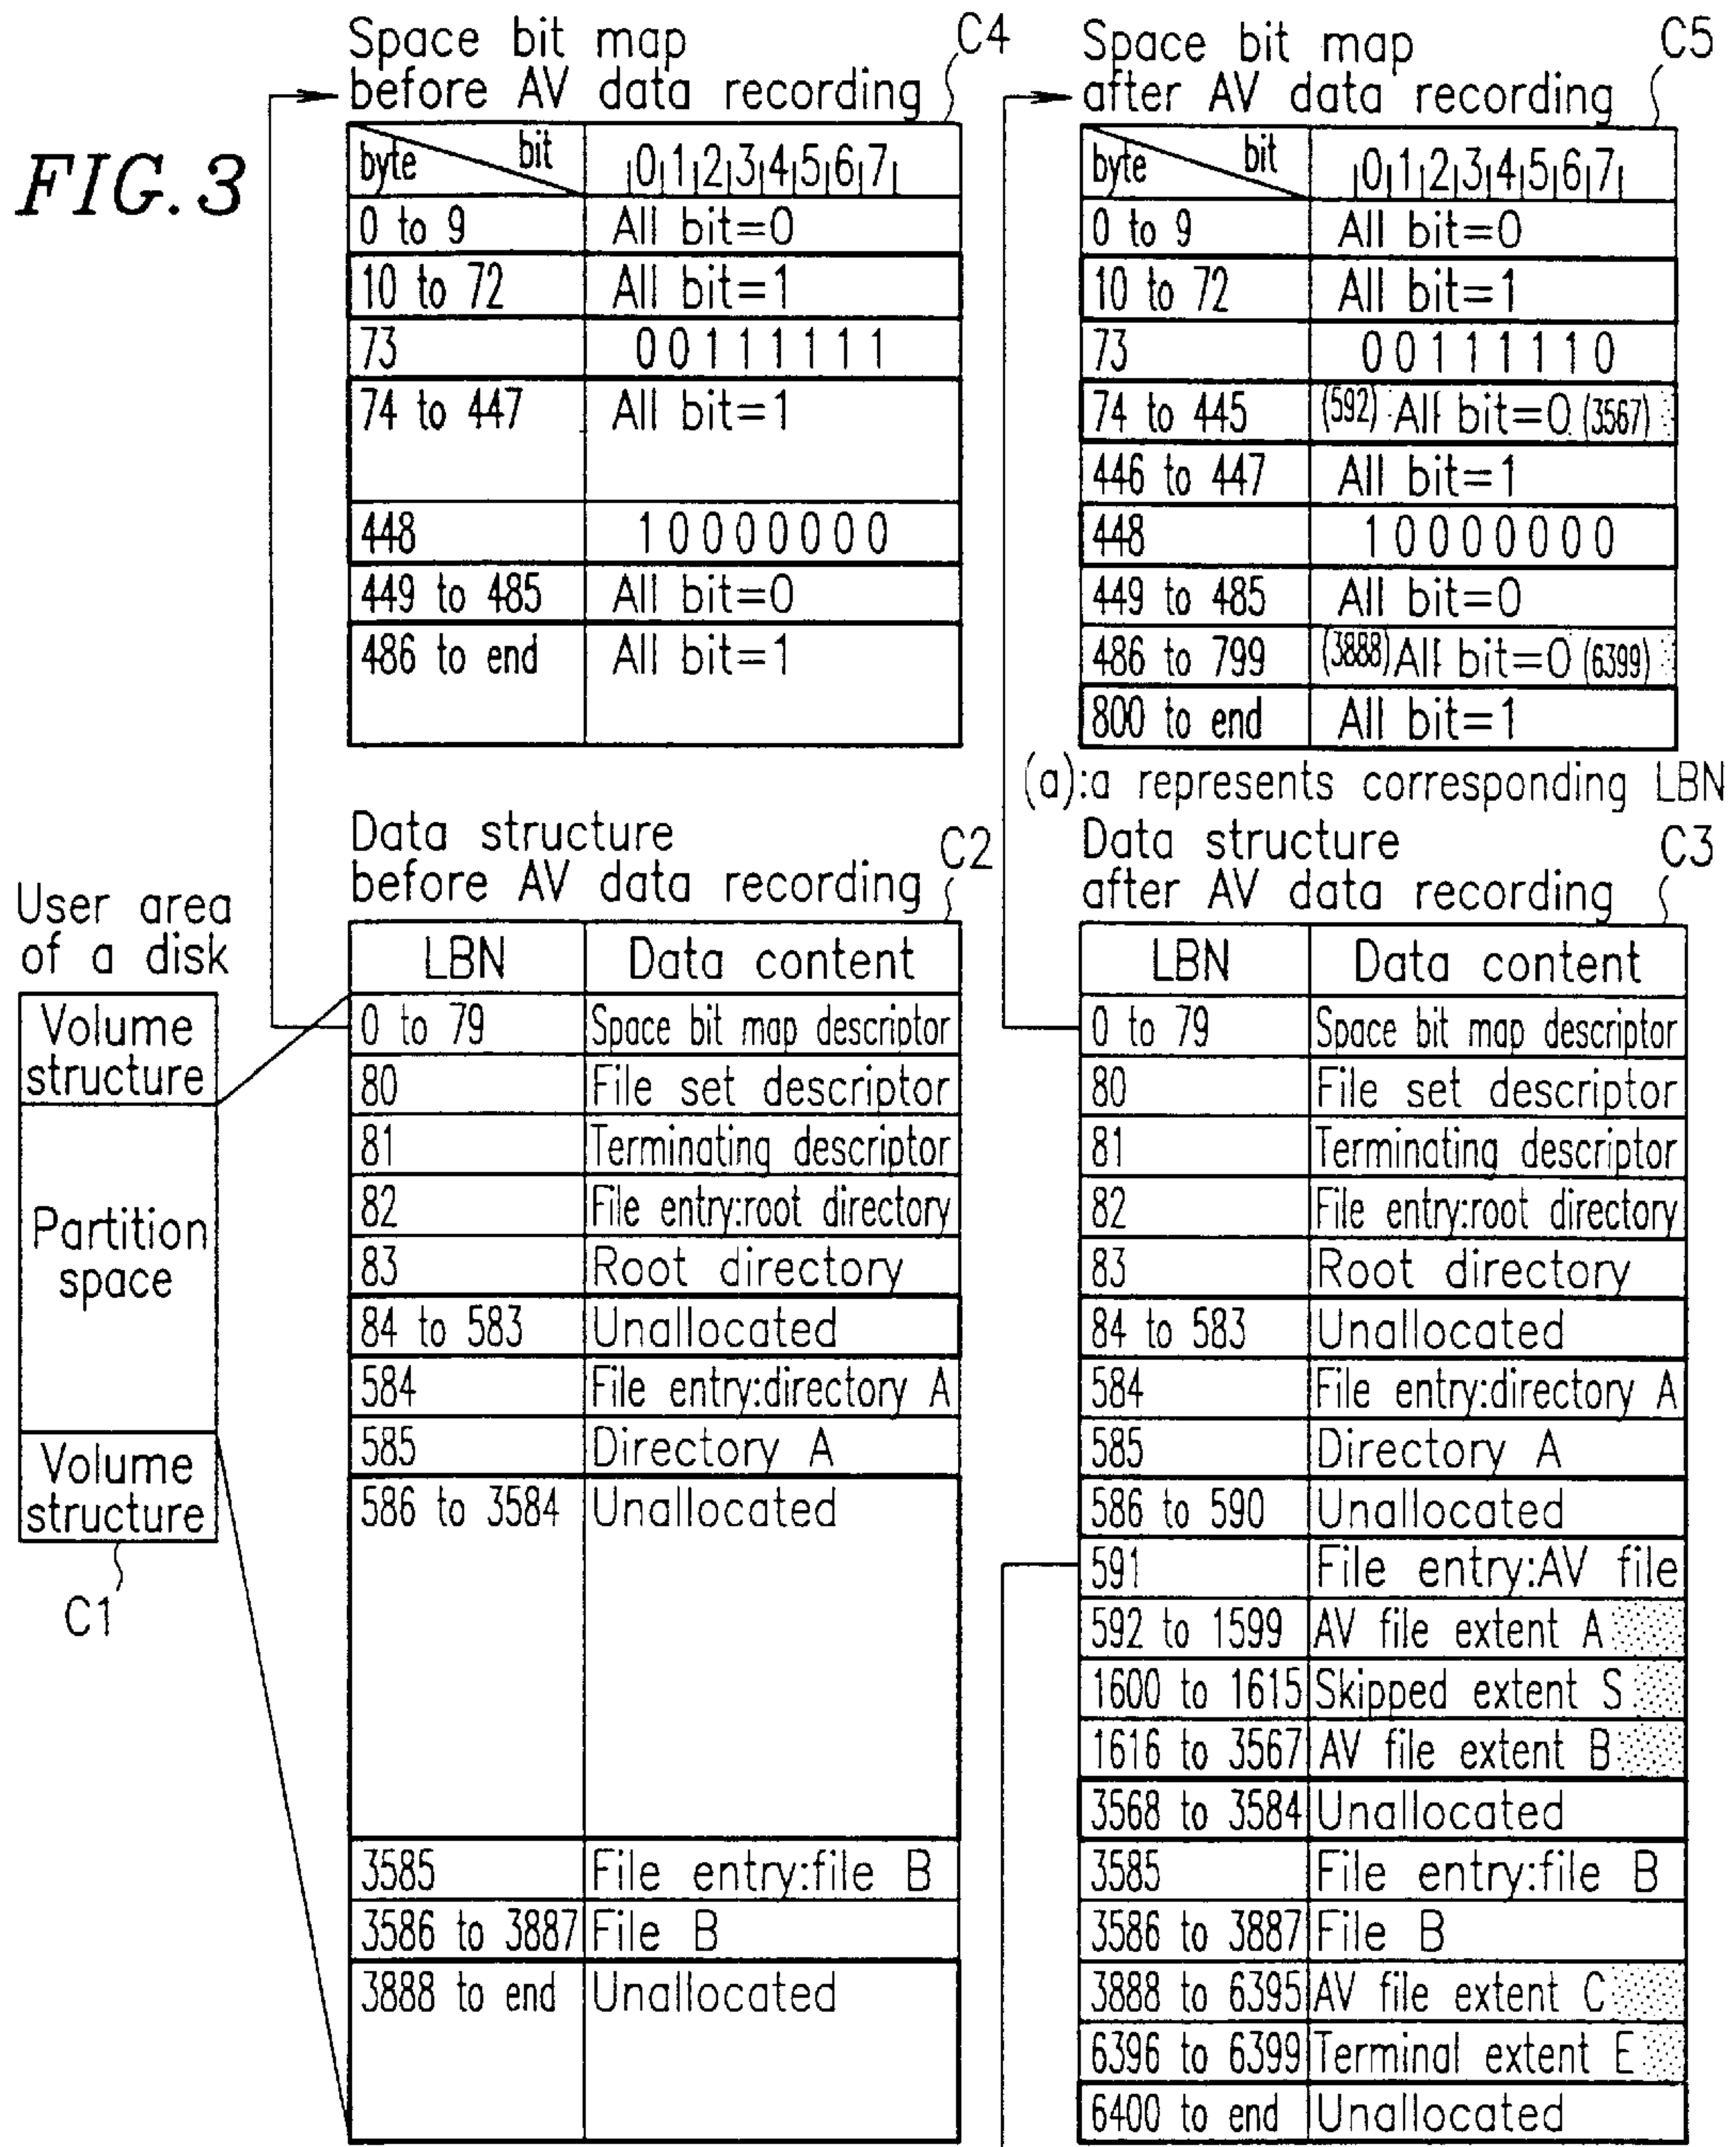 FIG. 3
Space bit map
before AV data recording
C4
byte bit 0 1 2 3 4 5 6 7
0 to 9 All bit=0
10 to 72 All bit=1
73 0 0 1 1 1 1 1 1
74 to 447 All bit=1
448 1 0 0 0 0 0 0 0
449 to 485 All bit=0
486 to end All bit=1
Space bit map
after AV data recording
C5
byte bit 0 1 2 3 4 5 6 7
0 to 9 All bit=0
10 to 72 All bit=1
73 0 0 1 1 1 1 1 0
74 to 445 (592) All bit=0 (3567)
446 to 447 All bit=1
448 1 0 0 0 0 0 0 0
449 to 485 All bit=0
486 to 799 (3888) All bit=0 (6399)
800 to end All bit=1
(a):a represents corresponding LBN
User area
of a disk
Volume
structure
Partition
space
Volume
structure
C1
Data structure
before AV data recording
C2
LBN Data content
0 to 79 Space bit map descriptor
80 File set descriptor
81 Terminating descriptor
82 File entry:root directory
83 Root directory
84 to 583 Unallocated
584 File entry:directory A
585 Directory A
586 to 3584 Unallocated
3585 File entry:file B
3586 to 3887 File B
3888 to end Unallocated
Data structure
after AV data recording
C3
LBN Data content
0 to 79 Space bit map descriptor
80 File set descriptor
81 Terminating descriptor
82 File entry:root directory
83 Root directory
84 to 583 Unallocated
584 File entry:directory A
585 Directory A
586 to 590 Unallocated
591 File entry:AV file
592 to 1599 AV file extent A
1600 to 1615 Skipped extent S
1616 to 3567 AV file extent B
3568 to 3584 Unallocated
3585 File entry:file B
3586 to 3887 File B
3888 to 6395 AV file extent C
6396 to 6399 Terminal extent E
6400 to end Unallocated